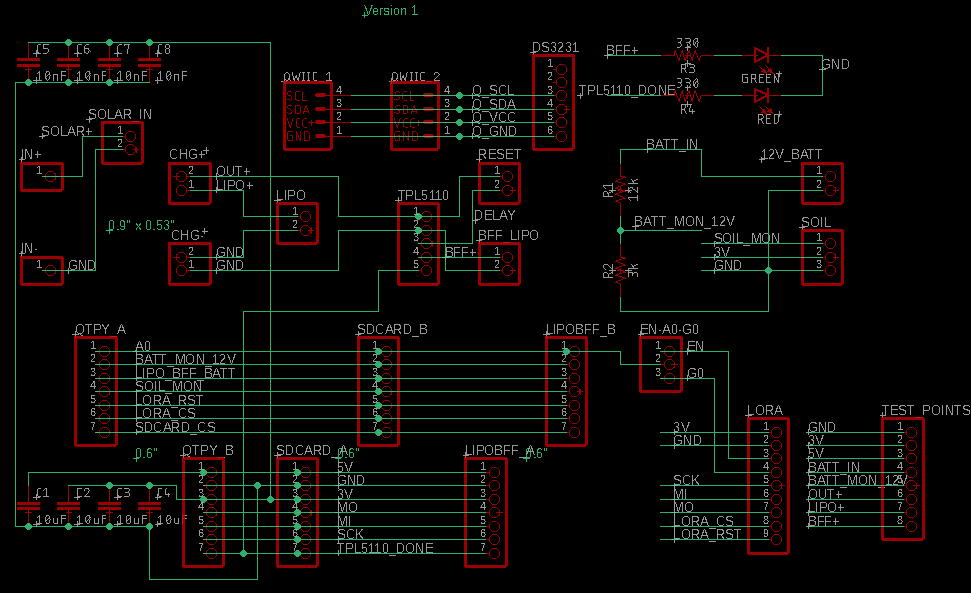 Version 1
C5 C6 C7 C8
10nF 10nF 10nF 10nF
QWIIC_1
SCL 4
SDA 3
VCC 2
GND 1
QWIIC_2
SCL 4
SDA 3
VCC 2
GND 1
Q_SCL
Q_SDA
Q_VCC
Q_GND
DS3231
1
2
3
4
5
6
BFF+
330
R3
GREEN
GND
TPL5110_DONE
330
R4
RED
SOLAR IN
SOLAR+
1
2
IN+
1
CHG+
2 OUT+
1 LIPO+
LIPO
1
2
0.9" x 0.53"
CHG+
2 GND
1 GND
IN-
1 GND
TPL5110
1
2
3
4
5
RESET
1
2
DELAY
BFF LIPO
BFF+
1
2
BATT_IN
R1
12k
BATT_MON_12V
R2
3k
12V_BATT
1
2
SOIL
SOIL_MON 1
3V 2
GND 3
QTPY_A
SDCARD_B
LIPOBFF_B
1 A0 1 1
2 BATT_MON_12V 2 2
3 LIPO_BFF_BATT 3 3
4 SOIL_MON 4 4
5 LORA_RST 5 5
6 LORA_CS 6 6
7 SDCARD_CS 7 7
EN-A0-G0
1 EN
2
3 G0
0.6"
QTPY B
SDCARD_A
0.6"
LIPOBFF_A
0.6"
1 1 5V 1
2 2 GND 2
3 3 3V 3
4 4 MO 4
5 5 MI 5
6 6 SCK 6
7 7 TPL5110_DONE 7
C1 C2 C3 C4
10uF 10uF 10uF 10uF
LORA
3V 1
GND 2
3
4
SCK 5
MI 6
MO 7
LORA_CS 8
LORA_RST 9
TEST_POINTS
GND 1
3V 2
5V 3
BATT_IN 4
BATT_MON_12V 5
OUT+ 6
LIPO+ 7
BFF+ 8